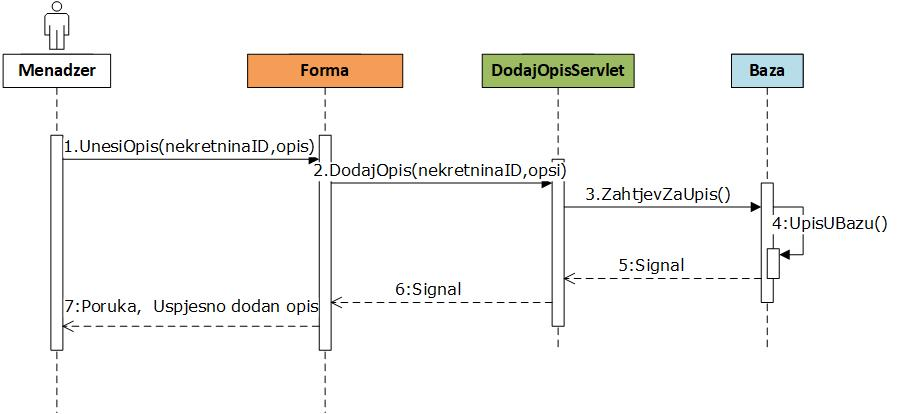 Menadzer
Forma
DodajOpisServlet
Baza
1.UnesiOpis(nekretninaID,opis)
2.DodajOpis(nekretninaID,opsi)
3.ZahtjevZaUpis()
4:UpisUBazu()
5:Signal
6:Signal
7:Poruka, Uspjesno dodan opis